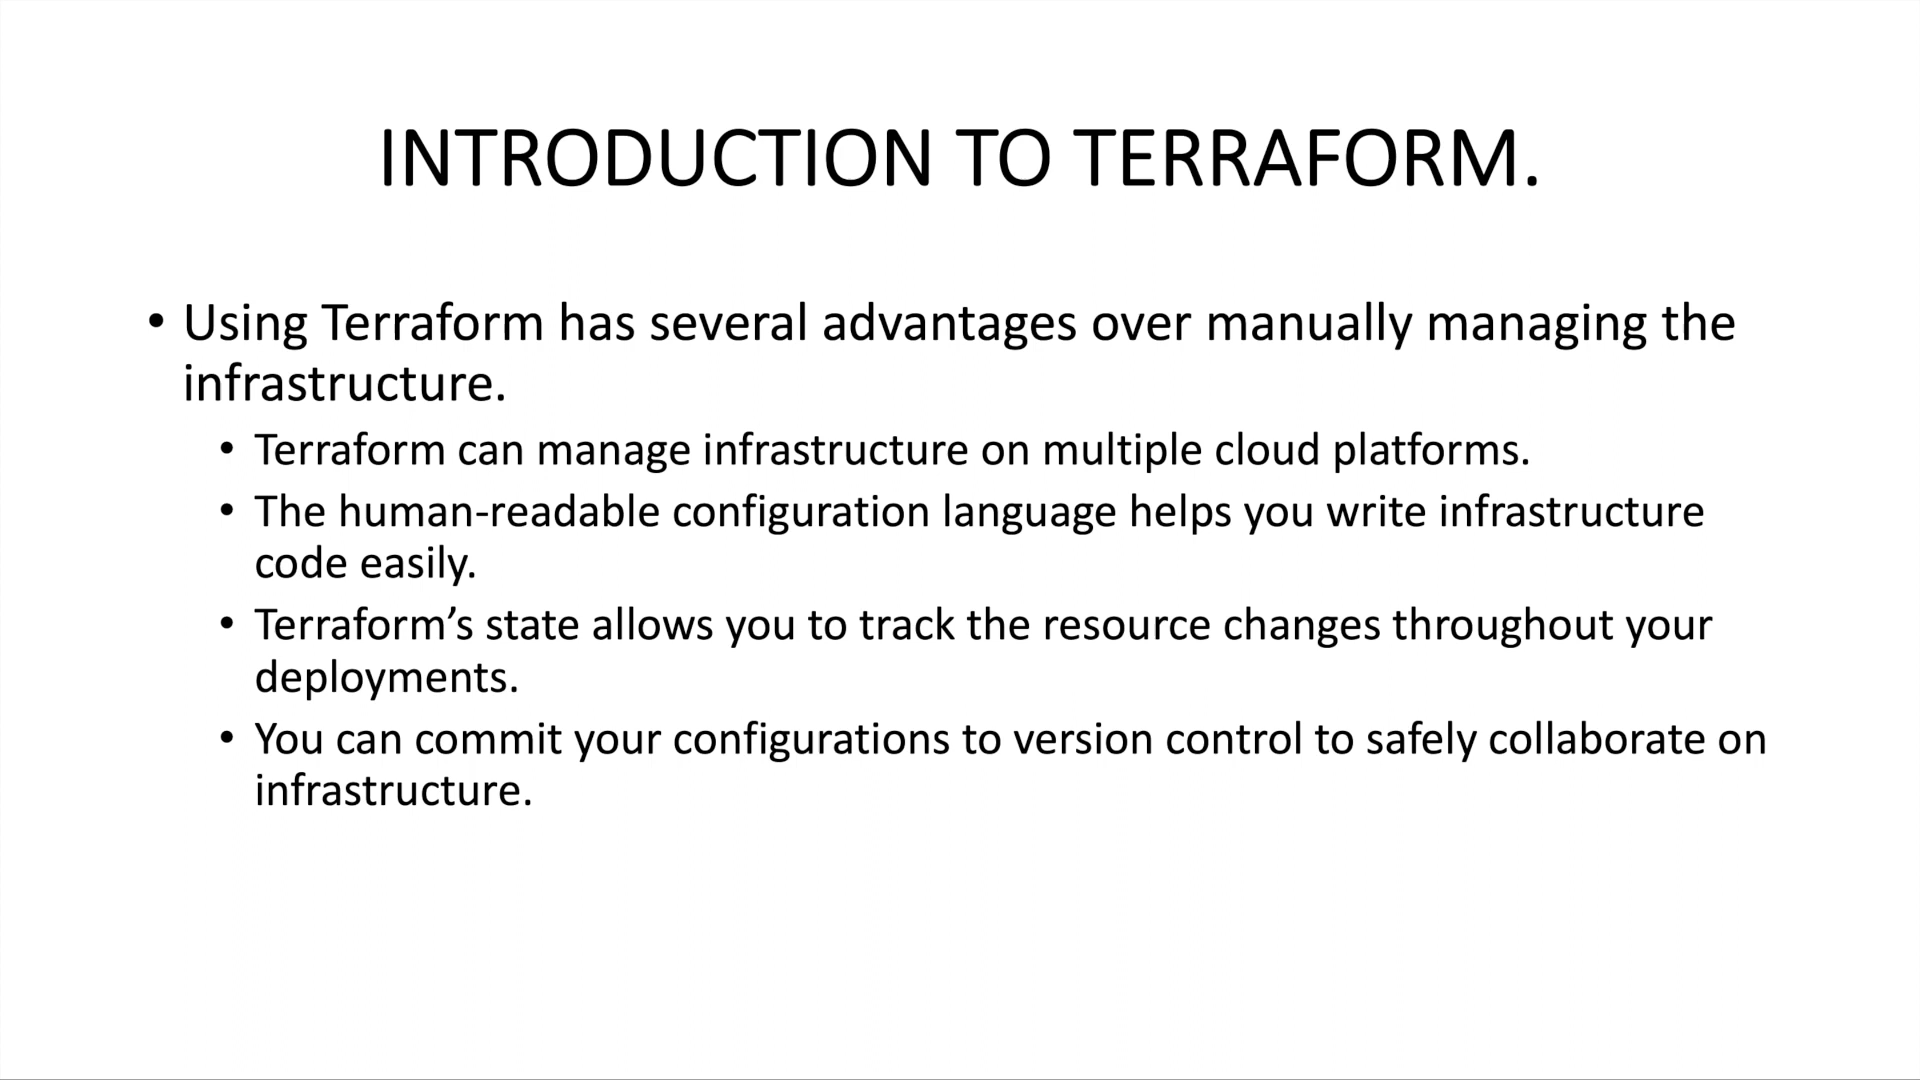 INTRODUCTION TO TERRAFORM.
• Using Terraform has several advantages over manually managing the
infrastructure.
• Terraform can manage infrastructure on multiple cloud platforms.
• The human-readable configuration language helps you write infrastructure
code easily.
• Terraform’s state allows you to track the resource changes throughout your
deployments.
• You can commit your configurations to version control to safely collaborate on
infrastructure.